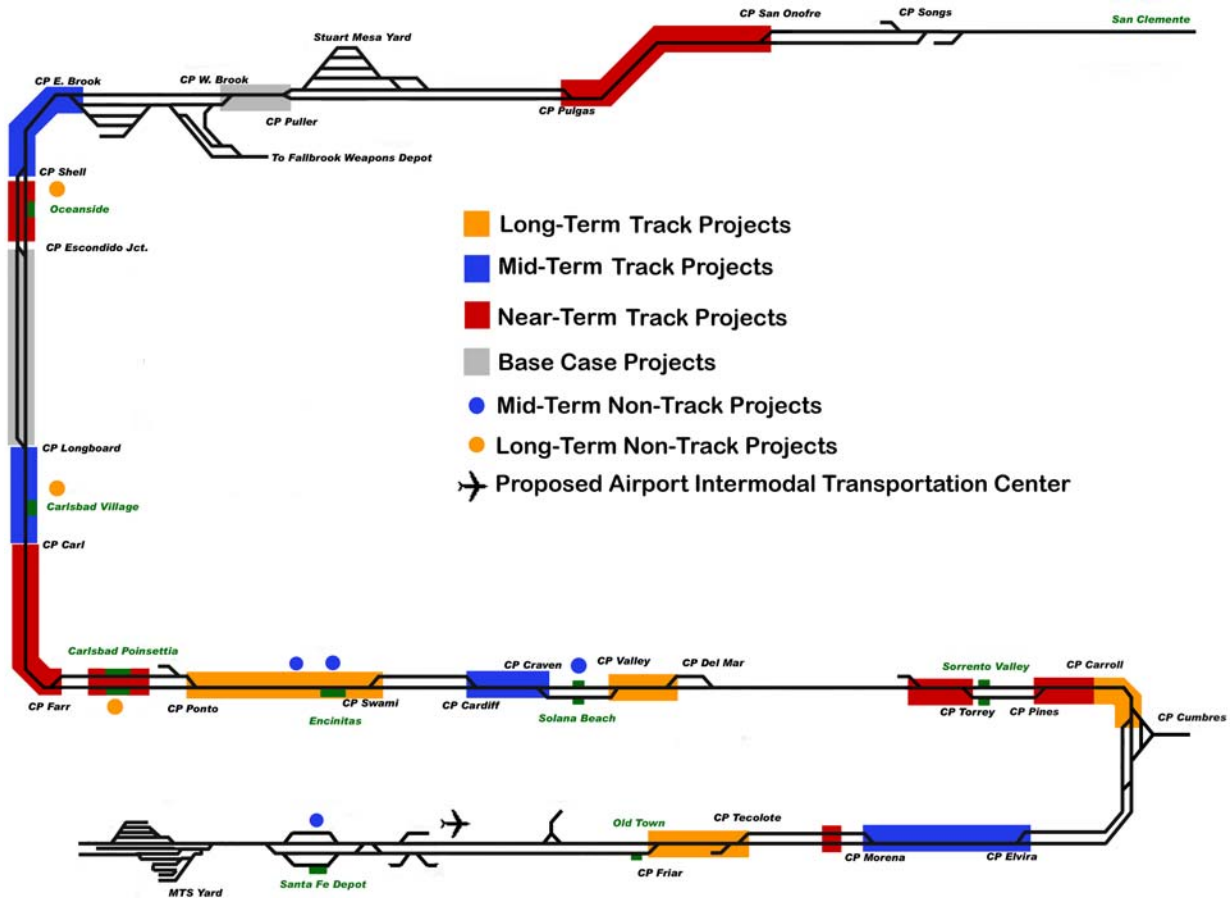 CP San Onofre
CP Songs
San Clemente
Stuart Mesa Yard
CP E. Brook
CP W. Brook
CP Puller
CP Pulgas
To Fallbrook Weapons Depot
CP Shell
Oceanside
CP Escondido Jct.
Long-Term Track Projects
Mid-Term Track Projects
Near-Term Track Projects
Base Case Projects
Mid-Term Non-Track Projects
Long-Term Non-Track Projects
Proposed Airport Intermodal Transportation Center
CP Longboard
Carlsbad Village
CP Carl
Carlsbad Poinsettia
CP Craven
CP Valley
CP Del Mar
Sorrento Valley
CP Carroll
CP Farr
CP Ponto
Encinitas
CP Swami
CP Cardiff
Solana Beach
CP Torrey
CP Pines
CP Cumbres
Old Town
CP Tecolote
CP Morena
CP Elvira
CP Friar
MTS Yard
Santa Fe Depot